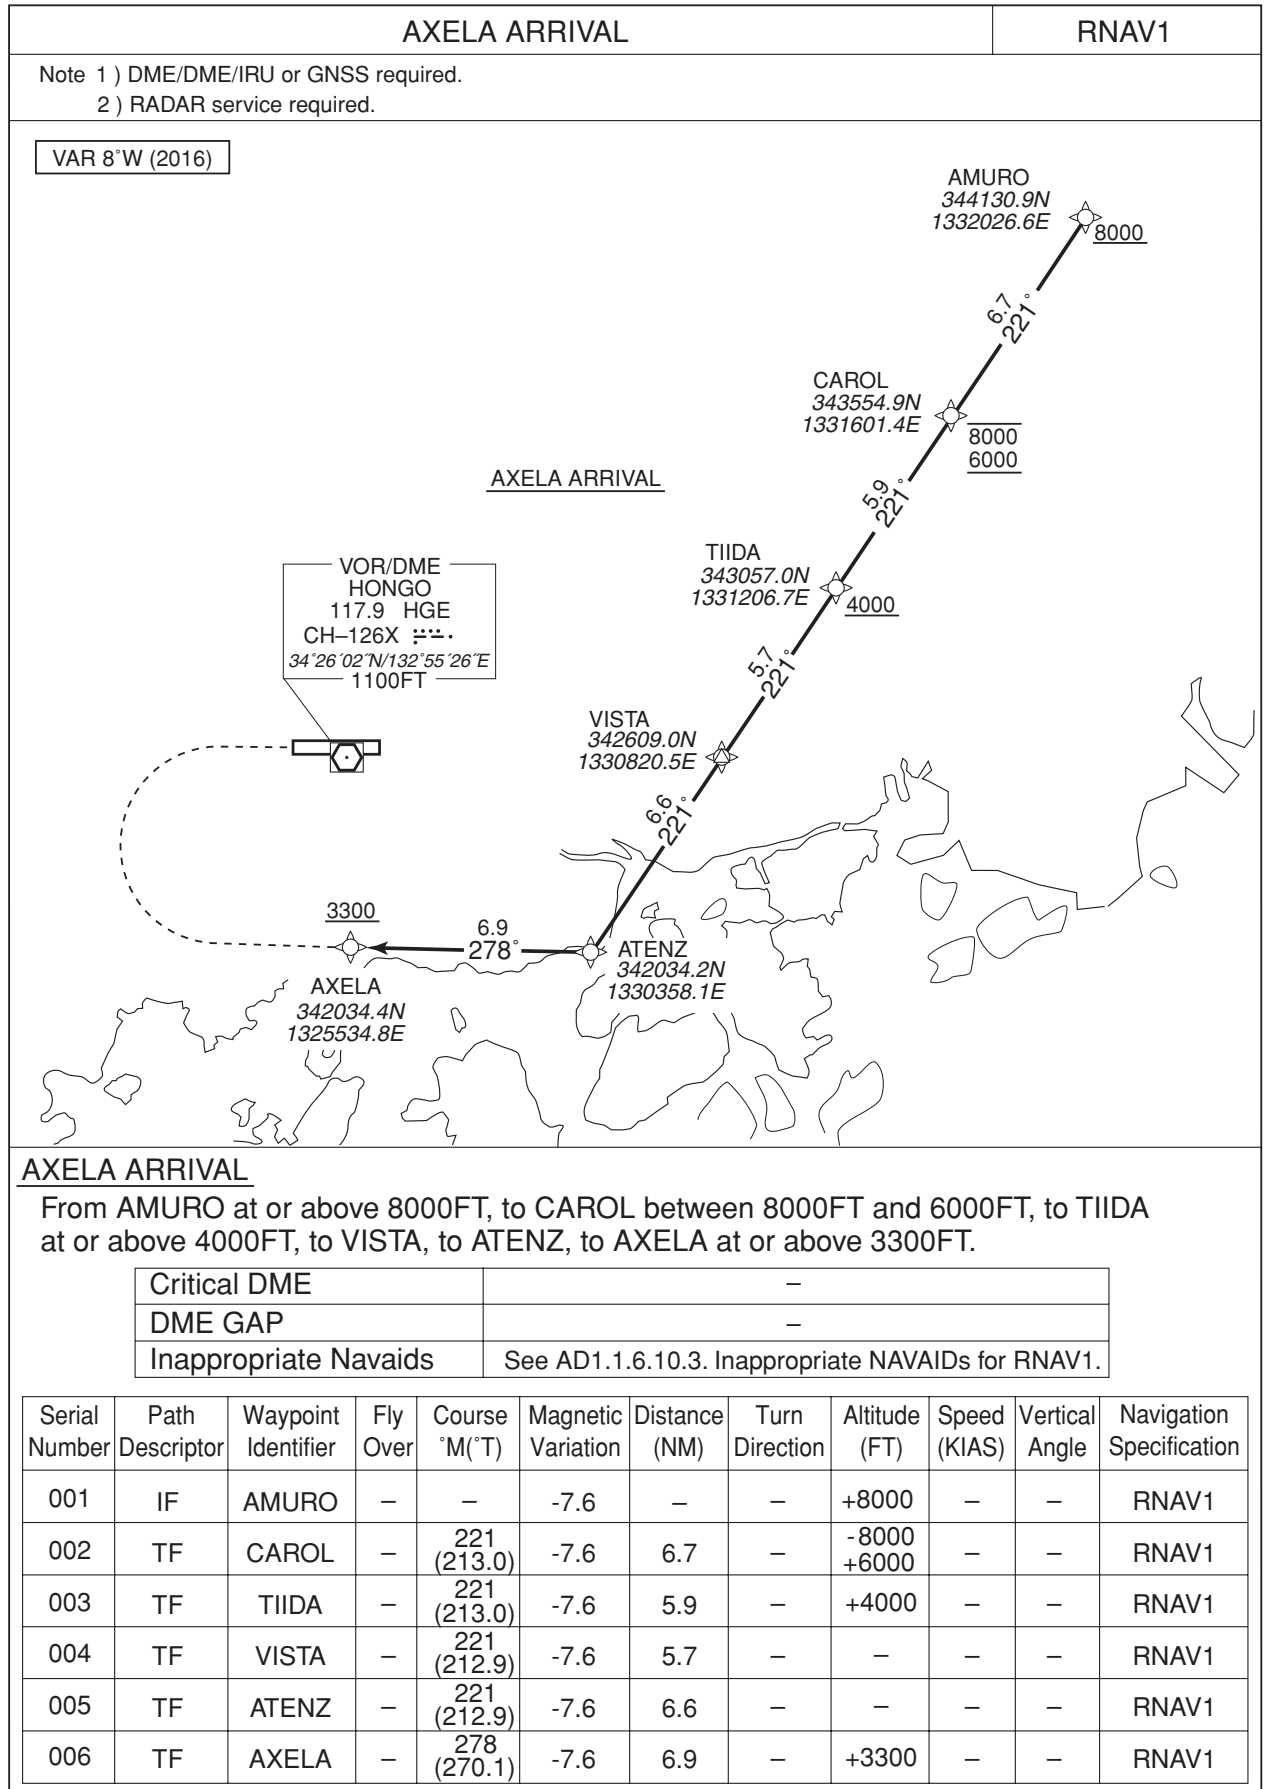 AXELA ARRIVAL RNAV1
Note 1 ) DME/DME/IRU or GNSS required.
2 ) RADAR service required.
VAR 8˚W (2016)
AMURO
344130.9N
1332026.6E
8000
6.7
221˚
CAROL
343554.9N
1331601.4E
8000
6000
AXELA ARRIVAL
5.9
221˚
TIIDA
343057.0N
1331206.7E
4000
VOR/DME
HONGO
117.9 HGE
CH–126X
34˚26´02˝N/132˚55´26˝E
1100FT
5.7
221˚
VISTA
342609.0N
1330820.5E
6.6
221˚
3300
6.9
278˚
ATENZ
342034.2N
1330358.1E
AXELA
342034.4N
1325534.8E
AXELA ARRIVAL
From AMURO at or above 8000FT, to CAROL between 8000FT and 6000FT, to TIIDA
at or above 4000FT, to VISTA, to ATENZ, to AXELA at or above 3300FT.
Critical DME –
DME GAP –
Inappropriate Navaids See AD1.1.6.10.3. Inappropriate NAVAIDs for RNAV1.
Serial Path Waypoint Fly Course Magnetic Distance Turn Altitude Speed Vertical Navigation
Number Descriptor Identifier Over ˚M(˚T) Variation (NM) Direction (FT) (KIAS) Angle Specification
001 IF AMURO – – -7.6 – – +8000 – – RNAV1
221 -8000
002 TF CAROL – (213.0) -7.6 6.7 – +6000 – – RNAV1
221
003 TF TIIDA – (213.0) -7.6 5.9 – +4000 – – RNAV1
221
004 TF VISTA – (212.9) -7.6 5.7 – – – – RNAV1
221
005 TF ATENZ – (212.9) -7.6 6.6 – – – – RNAV1
278
006 TF AXELA – (270.1) -7.6 6.9 – +3300 – – RNAV1